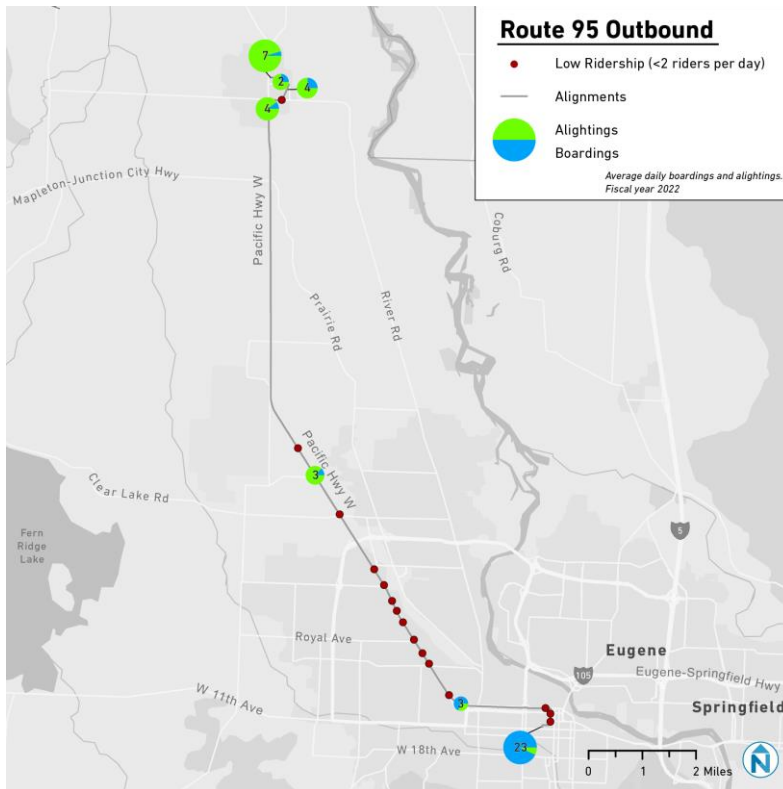 Route 95 Outbound
Low Ridership (<2 riders per day)
Alignments
Alightings
Boardings
Average daily boardings and alightings.
Fiscal year 2022
7
2
4
4
Mapleton-Junction City Hwy
Pacific Hwy W
Coburg Rd
Prairie Rd
River Rd
Pacific Hwy W
3
Clear Lake Rd
Fern
Ridge
Lake
5
Royal Ave
Eugene
105
Eugene-Springfield Hwy
W 11th Ave
3
Springfield
W 18th Ave
23
0 1 2 Miles
N